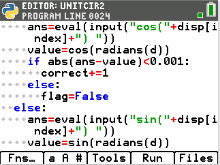 EDITOR: UNITCIR2
PROGRAM LINE 0024
ans=eval(input("cos("+disp[i
ndex]+") "))
value=cos(radians(d))
if abs(ans-value)<0.001:
correct+=1
else:
flag=False
else:
ans=eval(input("sin("+disp[i
ndex]+") "))
value=sin(radians(d))
Fns… a A # Tools Run Files